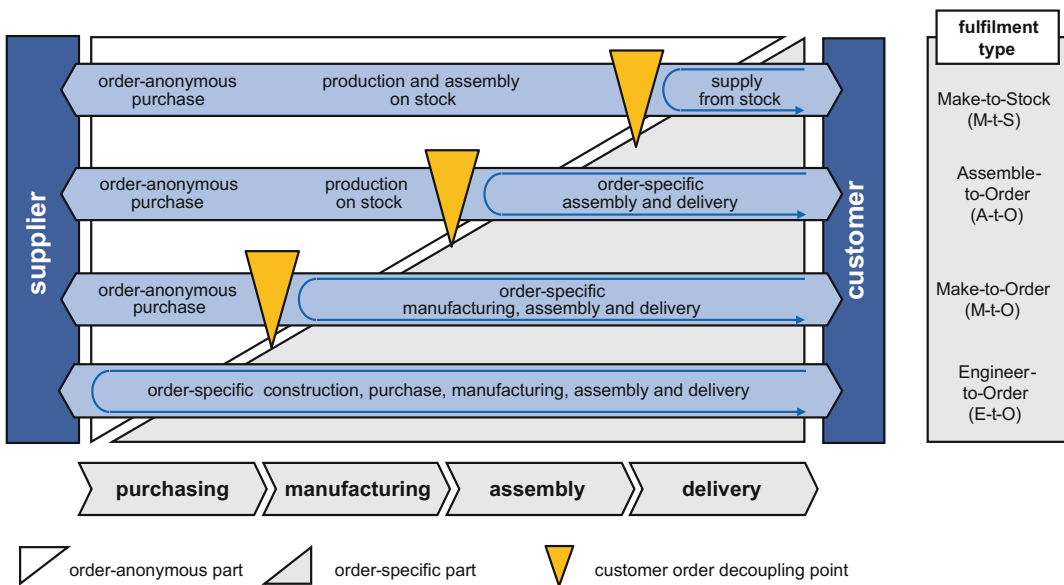 fulfilment
type
supplier
customer
order-anonymous
purchase
production and assembly
on stock
supply
from stock
Make-to-Stock
(M-t-S)
order-anonymous
purchase
production
on stock
order-specific
assembly and delivery
Assemble-
to-Order
(A-t-O)
order-anonymous
purchase
order-specific
manufacturing, assembly and delivery
Make-to-Order
(M-t-O)
order-specific construction, purchase, manufacturing, assembly and delivery
Engineer-
to-Order
(E-t-O)
purchasing
manufacturing
assembly
delivery
order-anonymous part
order-specific part
customer order decoupling point